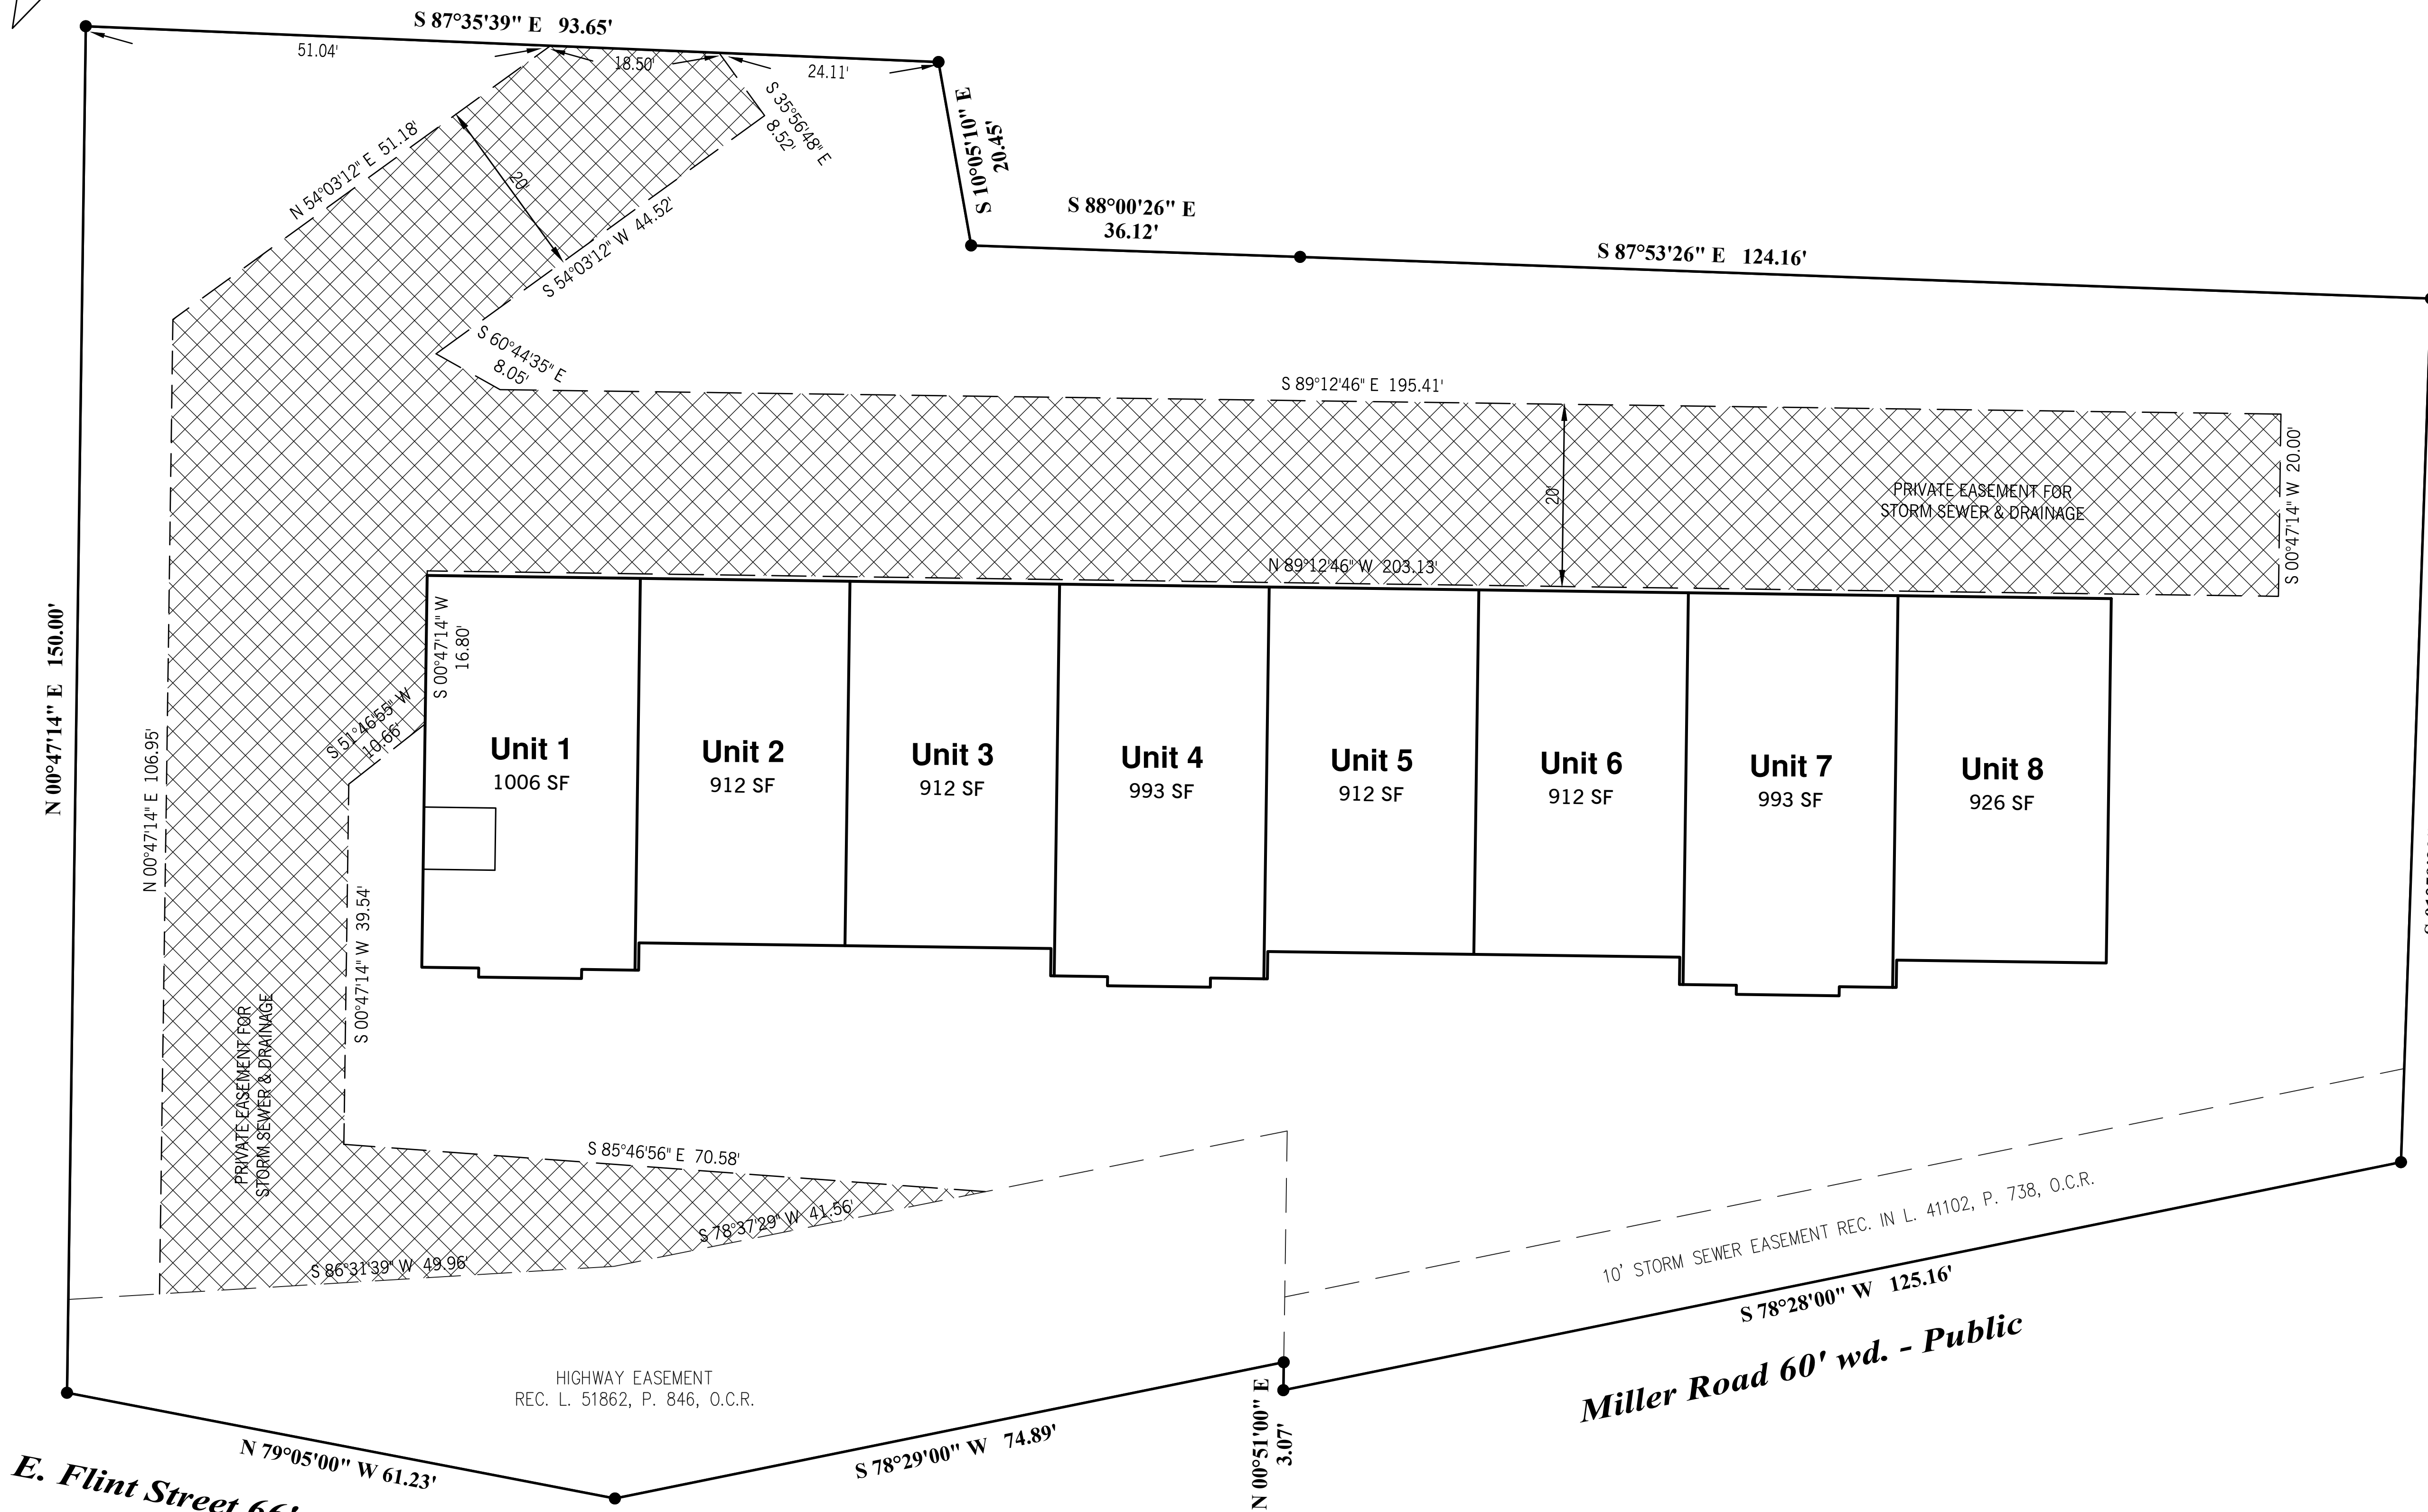 S 87°35'39" E 93.65'
51.04'
18.50'
24.11'
S 35°56'48" E
8.52'
S 10°05'10" E
20.45'
S 88°00'26" E
36.12'
S 87°53'26" E 124.16'
N 54°03'12" E 51.18'
20'
S 54°03'12" W 44.52'
S 60°44'35" E
8.05'
S 89°12'46" E 195.41'
20'
PRIVATE EASEMENT FOR
STORM SEWER & DRAINAGE
S 00°47'14" W 20.00'
N 89°12'46" W 203.13'
N 00°47'14" E 150.00'
N 00°47'14" E 106.95'
S 00°47'14" W
16.80'
S 51°46'55" W
10.66'
Unit 1
1006 SF
Unit 2
912 SF
Unit 3
912 SF
Unit 4
993 SF
Unit 5
912 SF
Unit 6
912 SF
Unit 7
993 SF
Unit 8
926 SF
S 00°47'14" W 39.54'
PRIVATE EASEMENT FOR
STORM SEWER & DRAINAGE
S 85°46'56" E 70.58'
S 78°37'29" W 41.56'
S 86°31'39" W 49.96'
10' STORM SEWER EASEMENT REC. IN L. 41102, P. 738, O.C.R.
S 78°28'00" W 125.16'
Miller Road 60' wd. - Public
HIGHWAY EASEMENT
REC. L. 51862, P. 846, O.C.R.
N 00°51'00" E
3.07'
S 78°29'00" W 74.89'
N 79°05'00" W 61.23'
E. Flint Street 66'